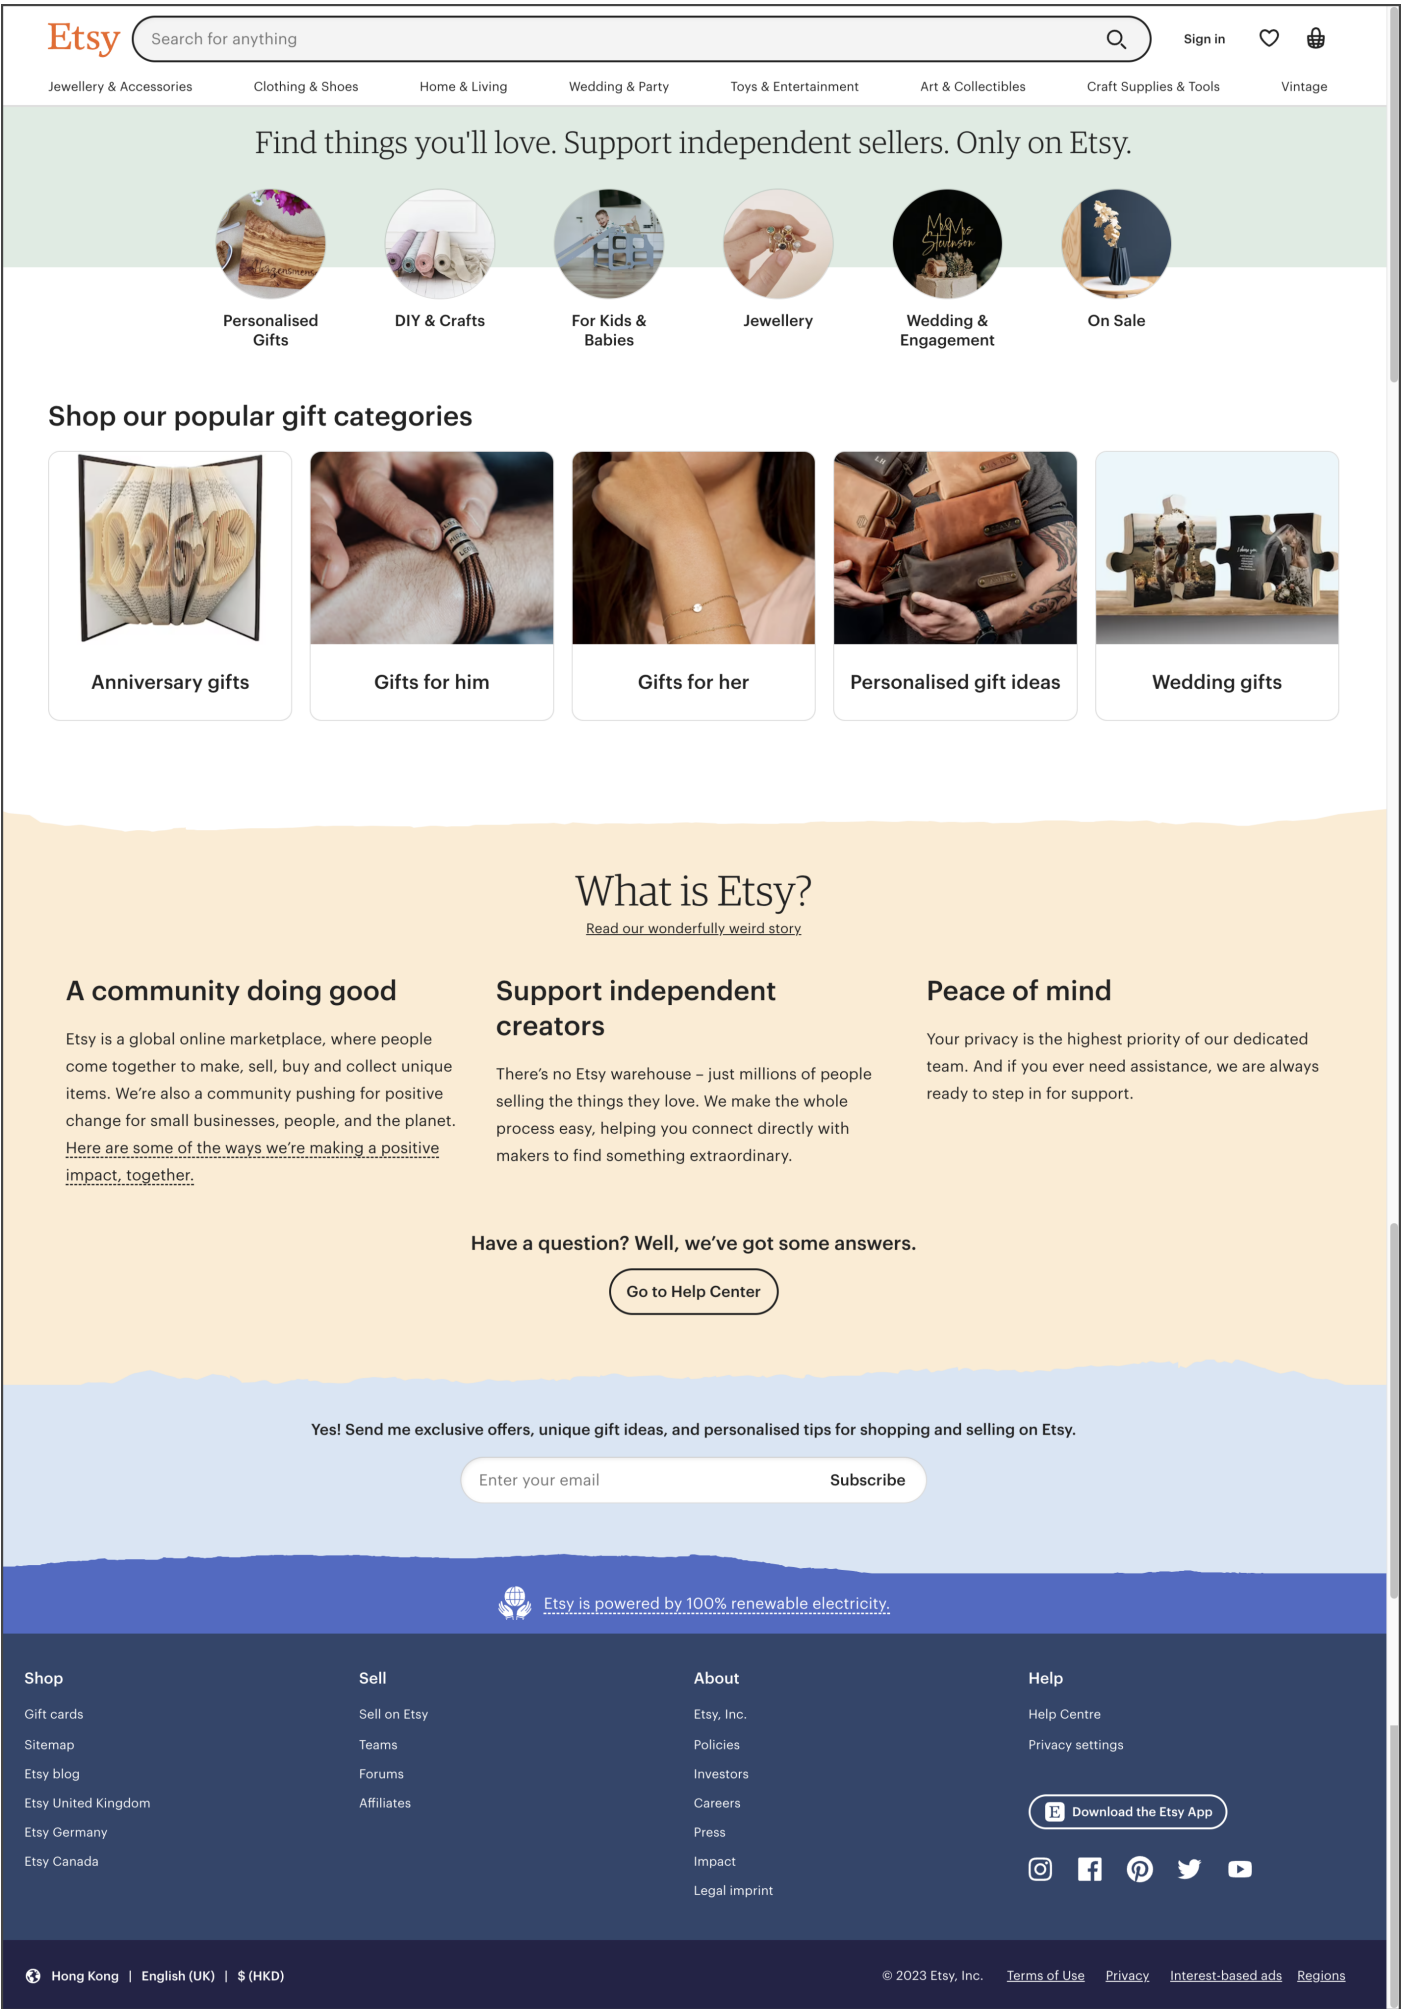 Etsy
Search for anything
Sign in
Jewellery & Accessories
Clothing & Shoes
Home & Living
Wedding & Party
Toys & Entertainment
Art & Collectibles
Craft Supplies & Tools
Vintage
Find things you'll love. Support independent sellers. Only on Etsy.
Mr & Mrs
Stevenson
Personalised
Gifts
DIY & Crafts
For Kids &
Babies
Jewellery
Wedding &
Engagement
On Sale
Shop our popular gift categories
Anniversary gifts
Gifts for him
Gifts for her
Personalised gift ideas
Wedding gifts
What is Etsy?
Read our wonderfully weird story
A community doing good
Etsy is a global online marketplace, where people
come together to make, sell, buy and collect unique
items. We're also a community pushing for positive
change for small businesses, people, and the planet.
Here are some of the ways we're making a positive
impact, together.
Support independent
creators
There's no Etsy warehouse – just millions of people
selling the things they love. We make the whole
process easy, helping you connect directly with
makers to find something extraordinary.
Peace of mind
Your privacy is the highest priority of our dedicated
team. And if you ever need assistance, we are always
ready to step in for support.
Have a question? Well, we've got some answers.
Go to Help Center
Yes! Send me exclusive offers, unique gift ideas, and personalised tips for shopping and selling on Etsy.
Enter your email
Subscribe
Etsy is powered by 100% renewable electricity.
Shop
Gift cards
Sitemap
Etsy blog
Etsy United Kingdom
Etsy Germany
Etsy Canada
Sell
Sell on Etsy
Teams
Forums
Affiliates
About
Etsy, Inc.
Policies
Investors
Careers
Press
Impact
Legal imprint
Help
Help Centre
Privacy settings
E Download the Etsy App
Hong Kong | English (UK) | $ (HKD)
© 2023 Etsy, Inc. Terms of Use Privacy Interest-based ads Regions